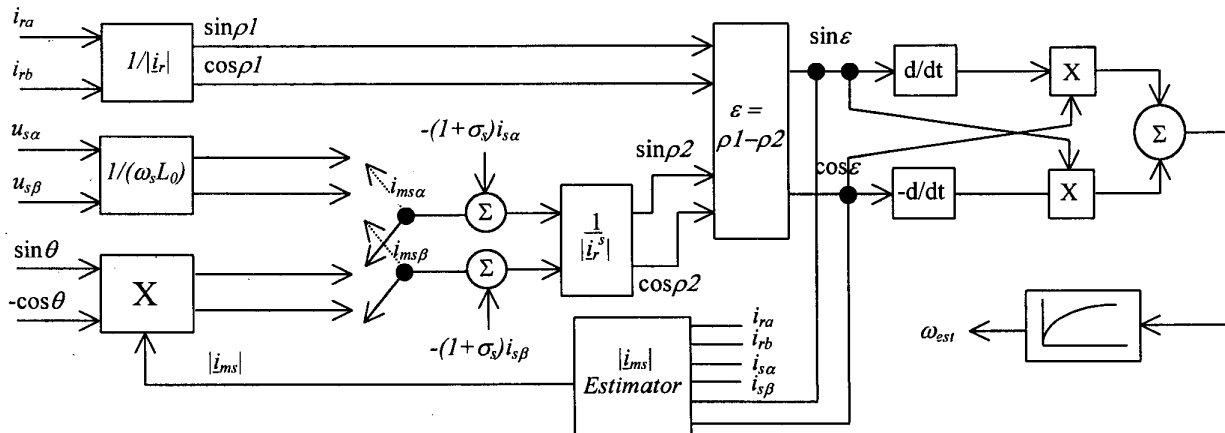 i_ra
i_rb
1/|i_r|
sinρ1
cosρ1
u_sα
u_sβ
1/(ω_sL_0)
sinθ
-cosθ
X
|i_ms|
i_msα
i_msβ
-(1+σ_s)i_sα
Σ
Σ
-(1+σ_s)i_sβ
1
|i_r^s|
sinρ2
cosρ2
ε =
ρ1−ρ2
sinε
cosε
d/dt
-d/dt
X
X
Σ
|i_ms|
Estimator
i_ra
i_rb
i_sα
i_sβ
ω_est